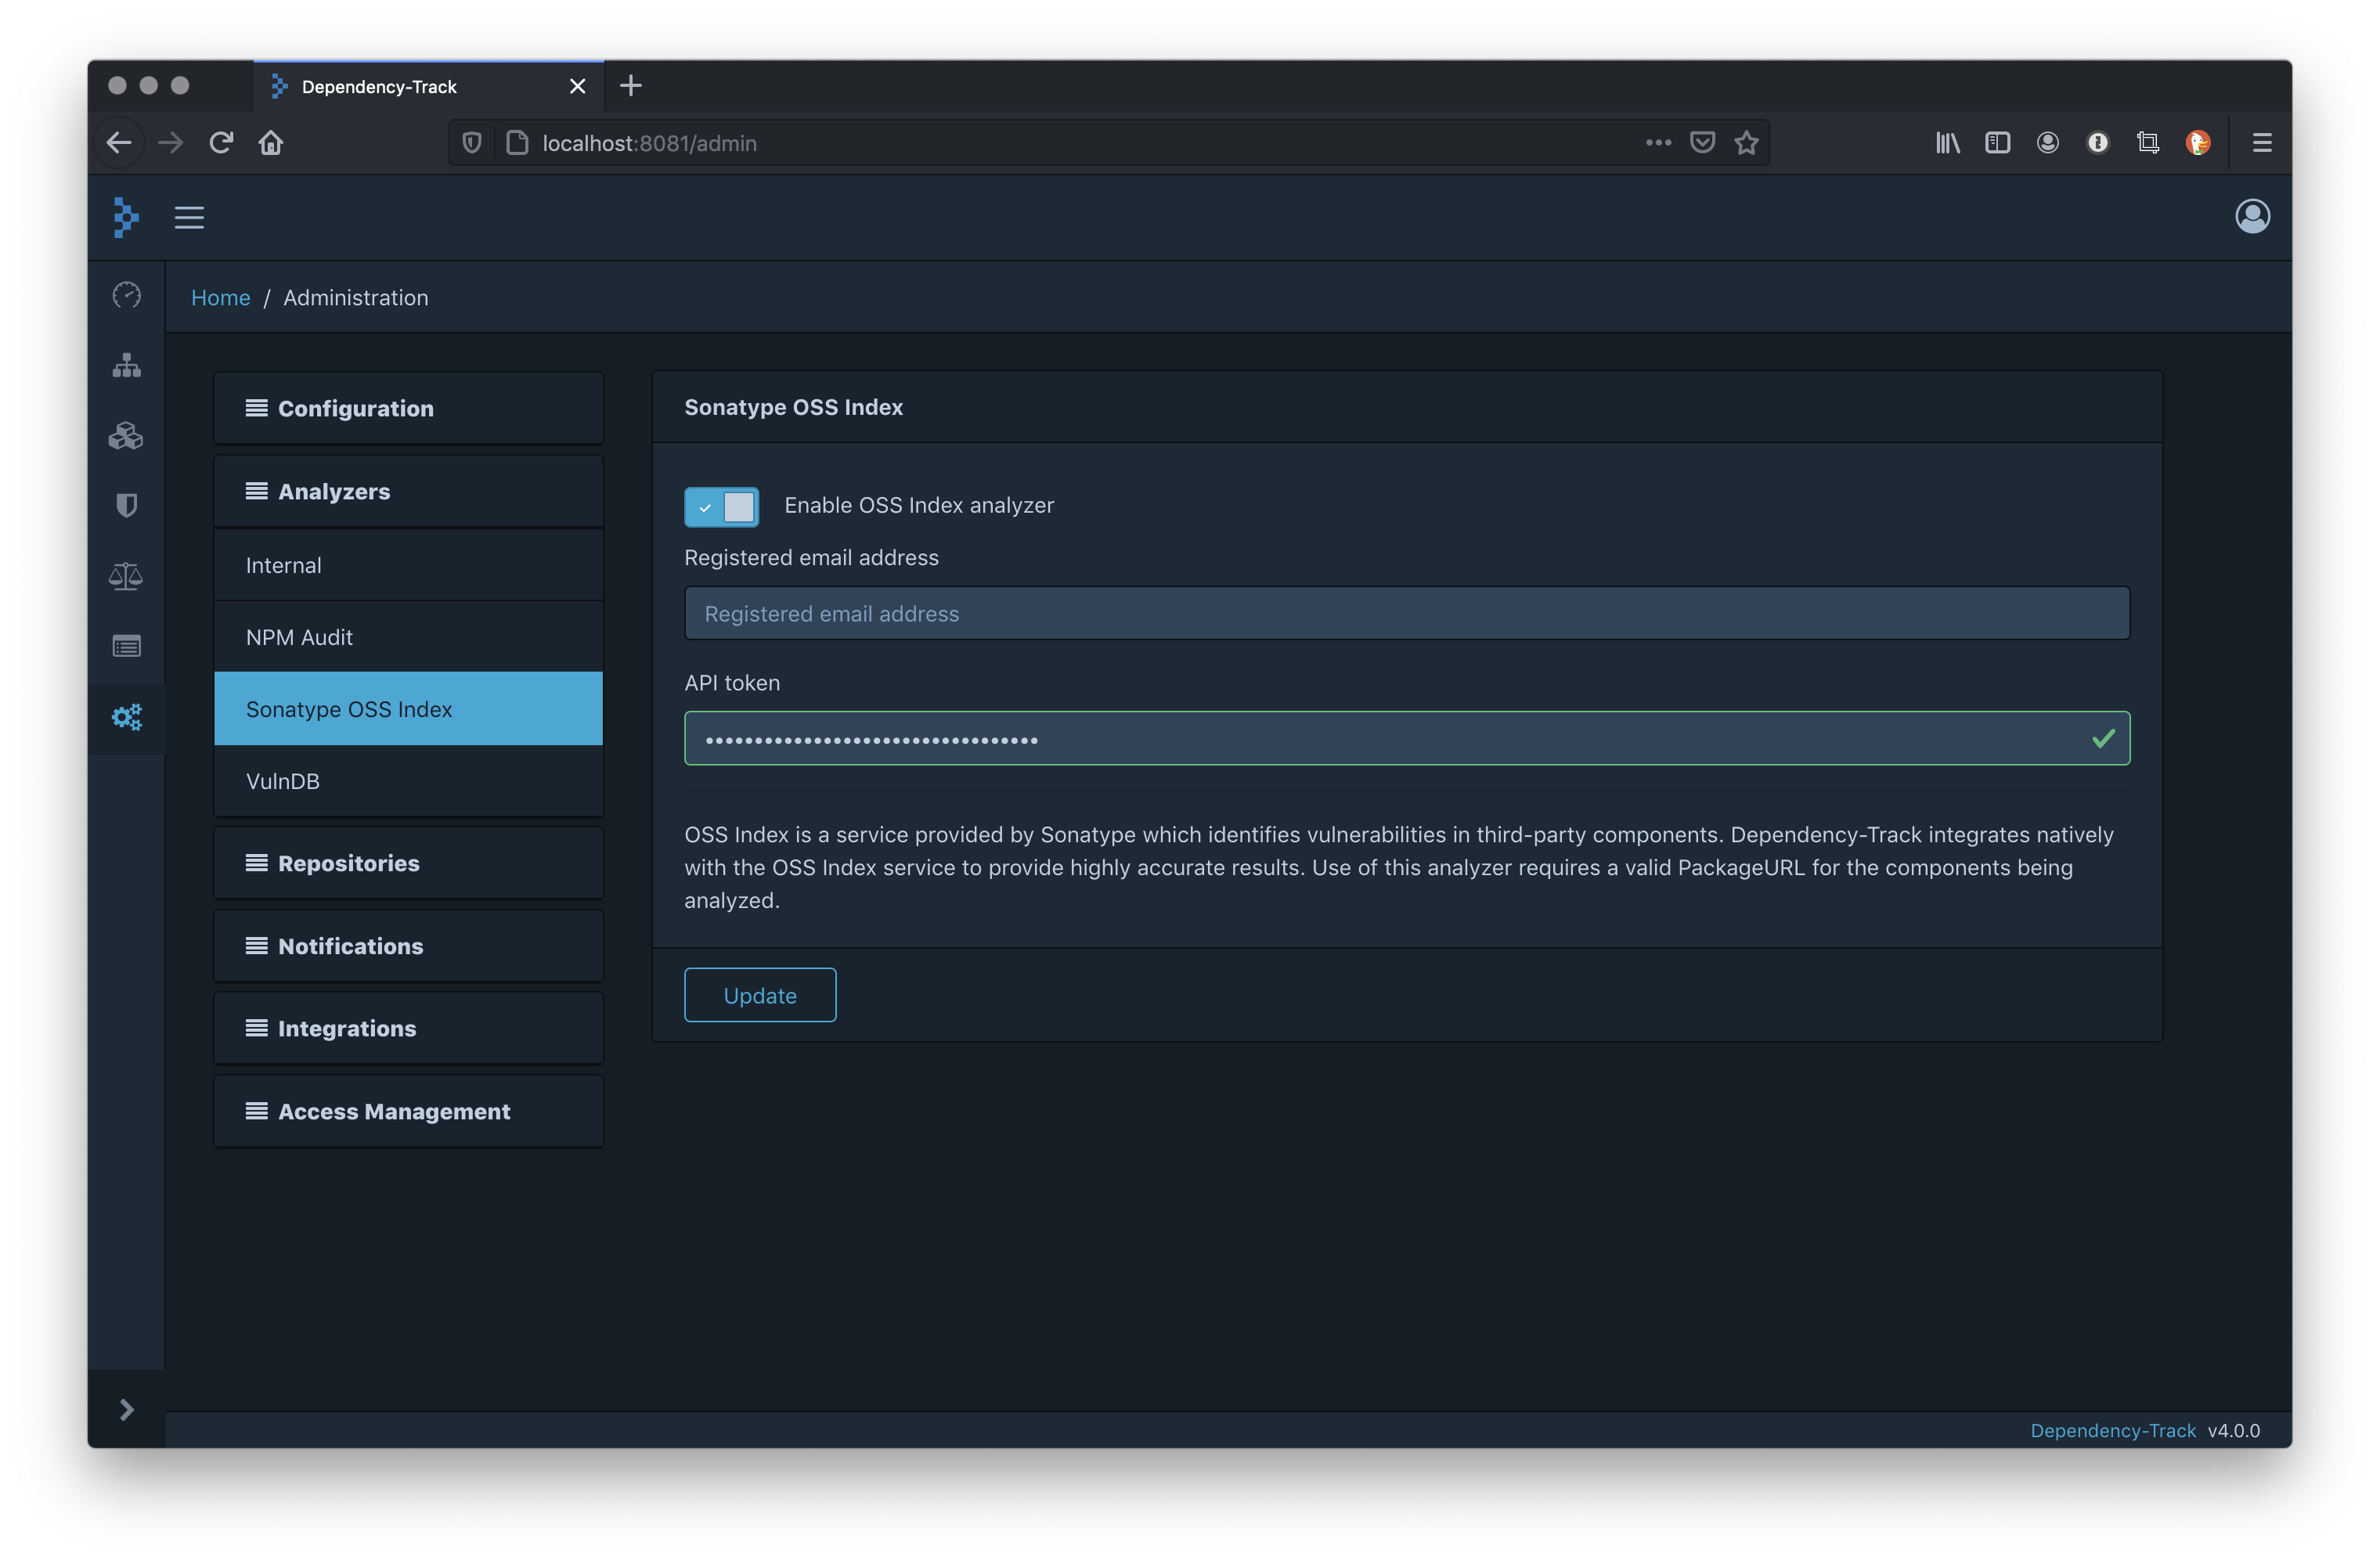 Dependency-Track
localhost:8081/admin
Home / Administration
Configuration
Analyzers
Internal
NPM Audit
Sonatype OSS Index
VulnDB
Repositories
Notifications
Integrations
Access Management
Sonatype OSS Index
Enable OSS Index analyzer
Registered email address
Registered email address
API token
••••••••••••••••••••••••••••••••••
OSS Index is a service provided by Sonatype which identifies vulnerabilities in third-party components. Dependency-Track integrates natively
with the OSS Index service to provide highly accurate results. Use of this analyzer requires a valid PackageURL for the components being
analyzed.
Update
Dependency-Track v4.0.0